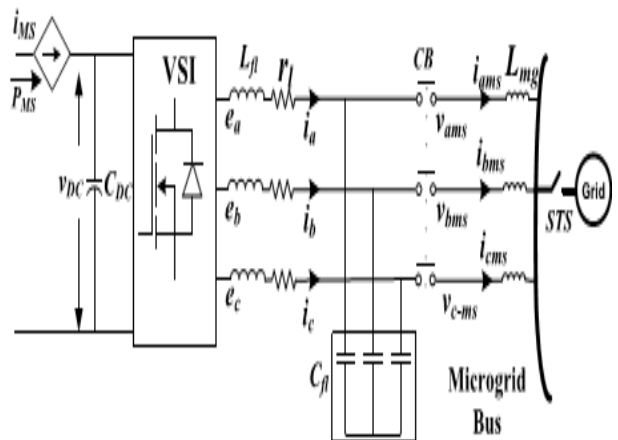 i_MS
P_MS
v_DC
C_DC
VSI
L_fl
r_l
e_a
i_a
e_b
i_b
e_c
i_c
C_fl
CB
v_ams
v_bms
v_c-ms
i_ams
i_bms
i_cms
L_mg
STS
Grid
Microgrid
Bus